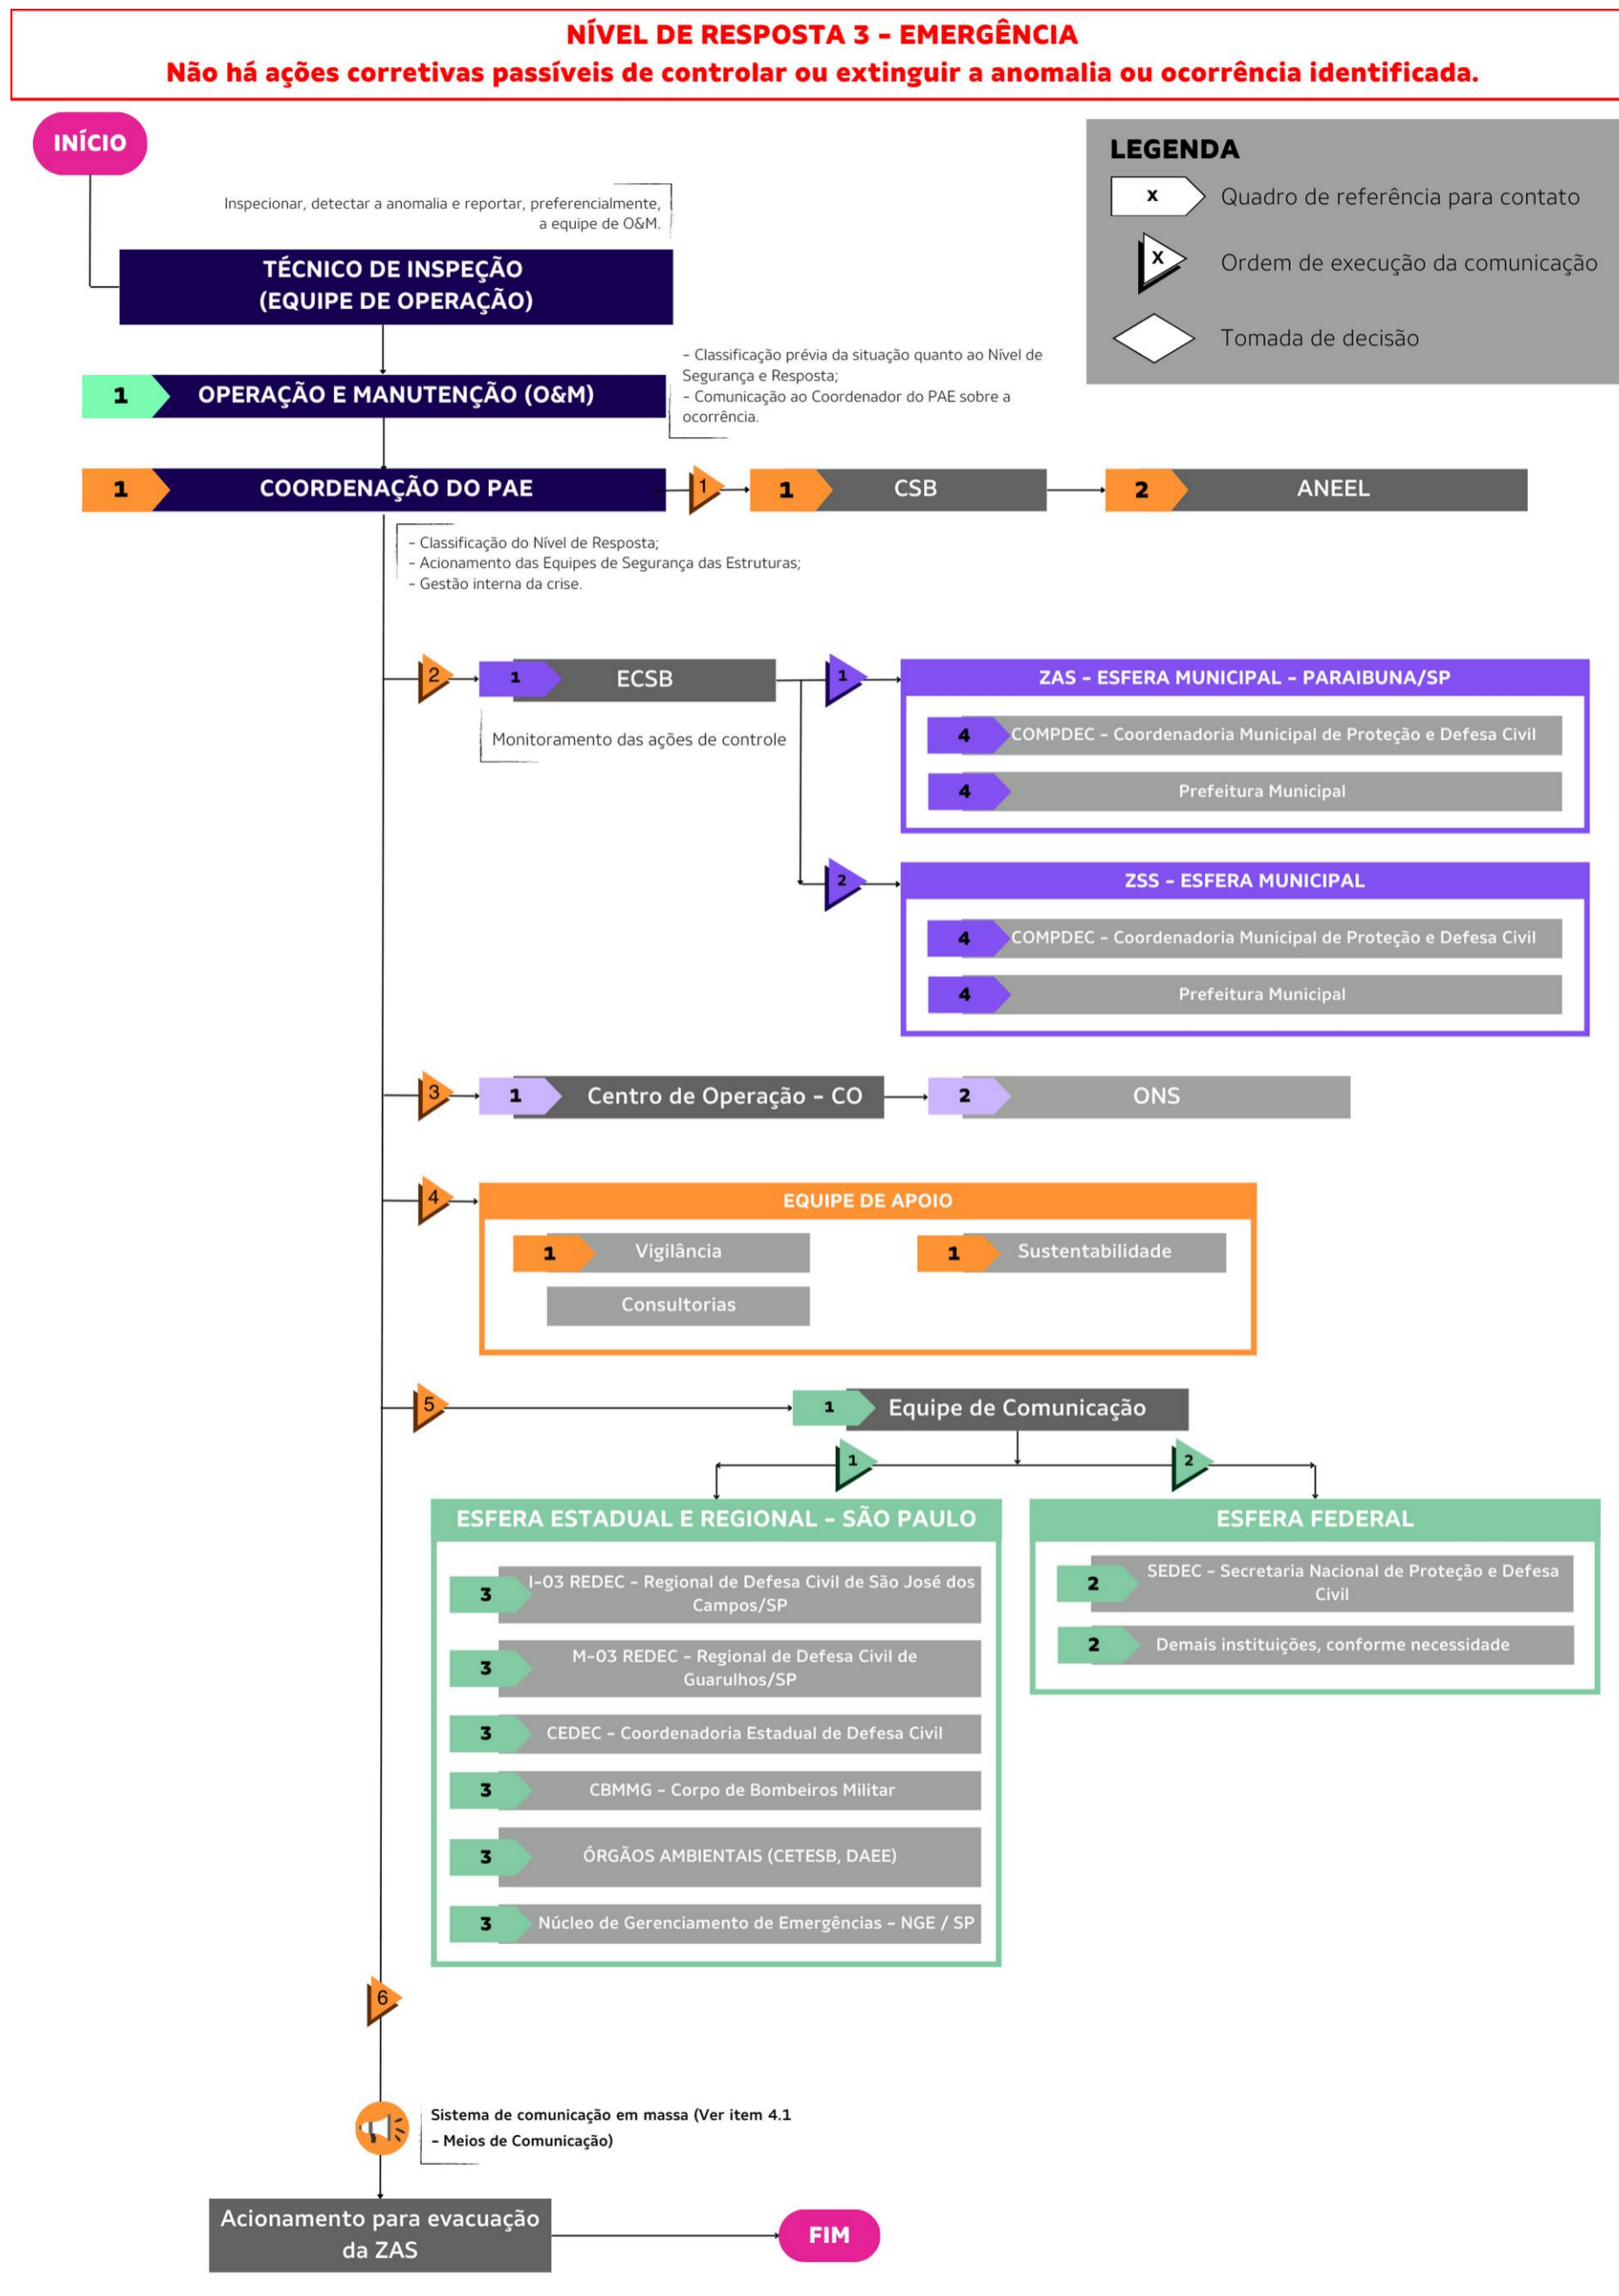 NÍVEL DE RESPOSTA 3 - EMERGÊNCIA
Não há ações corretivas passíveis de controlar ou extinguir a anomalia ou ocorrência identificada.
INÍCIO
LEGENDA
x
Quadro de referência para contato
X
Ordem de execução da comunicação
Tomada de decisão
Inspecionar, detectar a anomalia e reportar, preferencialmente,
a equipe de O&M.
TÉCNICO DE INSPEÇÃO
(EQUIPE DE OPERAÇÃO)
- Classificação prévia da situação quanto ao Nível de
Segurança e Resposta;
- Comunicação ao Coordenador do PAE sobre a
ocorrência.
1
OPERAÇÃO E MANUTENÇÃO (O&M)
1
COORDENAÇÃO DO PAE
1
1
CSB
2
ANEEL
- Classificação do Nível de Resposta;
- Acionamento das Equipes de Segurança das Estruturas;
- Gestão interna da crise.
2
1
ECSB
Monitoramento das ações de controle
1
ZAS - ESFERA MUNICIPAL - PARAIBUNA/SP
4
COMPDEC - Coordenadoria Municipal de Proteção e Defesa Civil
4
Prefeitura Municipal
2
ZSS - ESFERA MUNICIPAL
4
COMPDEC - Coordenadoria Municipal de Proteção e Defesa Civil
4
Prefeitura Municipal
3
1
Centro de Operação - CO
2
ONS
4
EQUIPE DE APOIO
1
Vigilância
1
Sustentabilidade
Consultorias
5
1
Equipe de Comunicação
1
2
ESFERA ESTADUAL E REGIONAL - SÃO PAULO
3
I-03 REDEC - Regional de Defesa Civil de São José dos
Campos/SP
3
M-03 REDEC - Regional de Defesa Civil de
Guarulhos/SP
3
CEDEC - Coordenadoria Estadual de Defesa Civil
3
CBMMG - Corpo de Bombeiros Militar
3
ÓRGÃOS AMBIENTAIS (CETESB, DAEE)
3
Núcleo de Gerenciamento de Emergências - NGE / SP
ESFERA FEDERAL
2
SEDEC - Secretaria Nacional de Proteção e Defesa
Civil
2
Demais instituições, conforme necessidade
6
Sistema de comunicação em massa (Ver item 4.1
- Meios de Comunicação)
Acionamento para evacuação
da ZAS
FIM